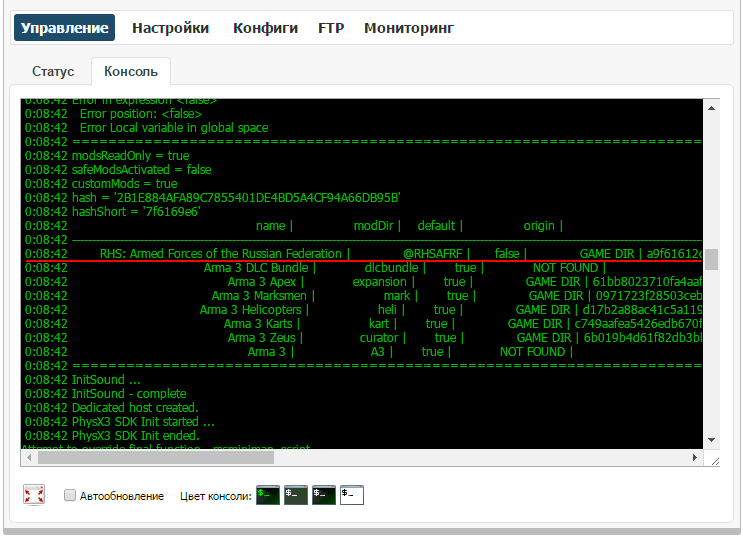 Управление Настройки Конфиги FTP Мониторинг
Статус Консоль
0:08:42 Error in expression <false>
0:08:42 Error position: <false>
0:08:42 Error Local variable in global space
0:08:42 ==============================================================
0:08:42 modsReadOnly = true
0:08:42 safeModsActivated = false
0:08:42 customMods = true
0:08:42 hash = '2B1E884AFA89C7855401DE4BD5A4CF94A66DB95B'
0:08:42 hashShort = '7f6169e6'
0:08:42 name | modDir | default | origin |
0:08:42 ----------------------------------------------------------------------------------------------------
0:08:42 RHS: Armed Forces of the Russian Federation | @RHSAFRF | false | GAME DIR | a9f61612c
0:08:42 Arma 3 DLC Bundle | dlcbundle | true | NOT FOUND |
0:08:42 Arma 3 Apex | expansion | true | GAME DIR | 61bb8023710fa4aaf
0:08:42 Arma 3 Marksmen | mark | true | GAME DIR | 0971723f28503ceb
0:08:42 Arma 3 Helicopters | heli | true | GAME DIR | d17b2a88ac41c5a119
0:08:42 Arma 3 Karts | kart | true | GAME DIR | c749aafea5426edb670f
0:08:42 Arma 3 Zeus | curator | true | GAME DIR | 6b019b4d61f82db3bl
0:08:42 Arma 3 | A3 | true | NOT FOUND |
0:08:42 ==============================================================
0:08:42 InitSound ...
0:08:42 InitSound - complete
0:08:42 Dedicated host created.
0:08:42 PhysX3 SDK Init started ...
0:08:42 PhysX3 SDK Init ended.
Attempt to override final function - rscminimap_script
Автообновление Цвет консоли: $_ $_ $_ $_